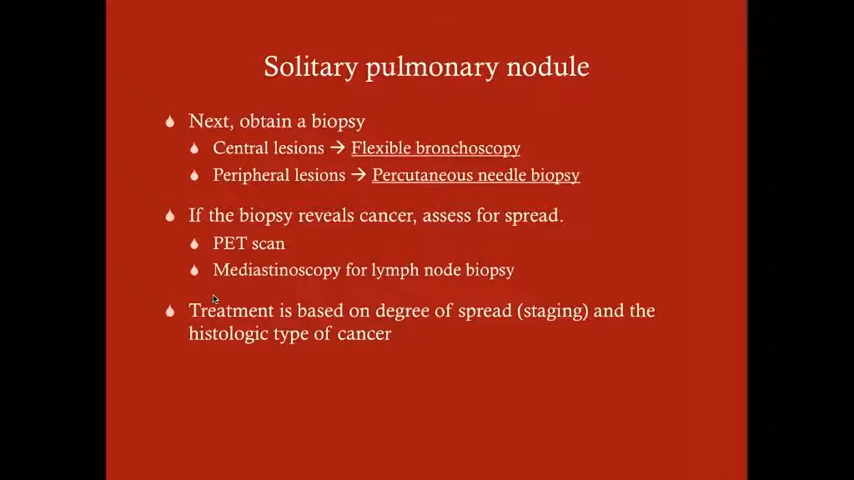 Solitary pulmonary nodule
Next, obtain a biopsy
Central lesions → Flexible bronchoscopy
Peripheral lesions → Percutaneous needle biopsy
If the biopsy reveals cancer, assess for spread.
PET scan
Mediastinoscopy for lymph node biopsy
Treatment is based on degree of spread (staging) and the
histologic type of cancer